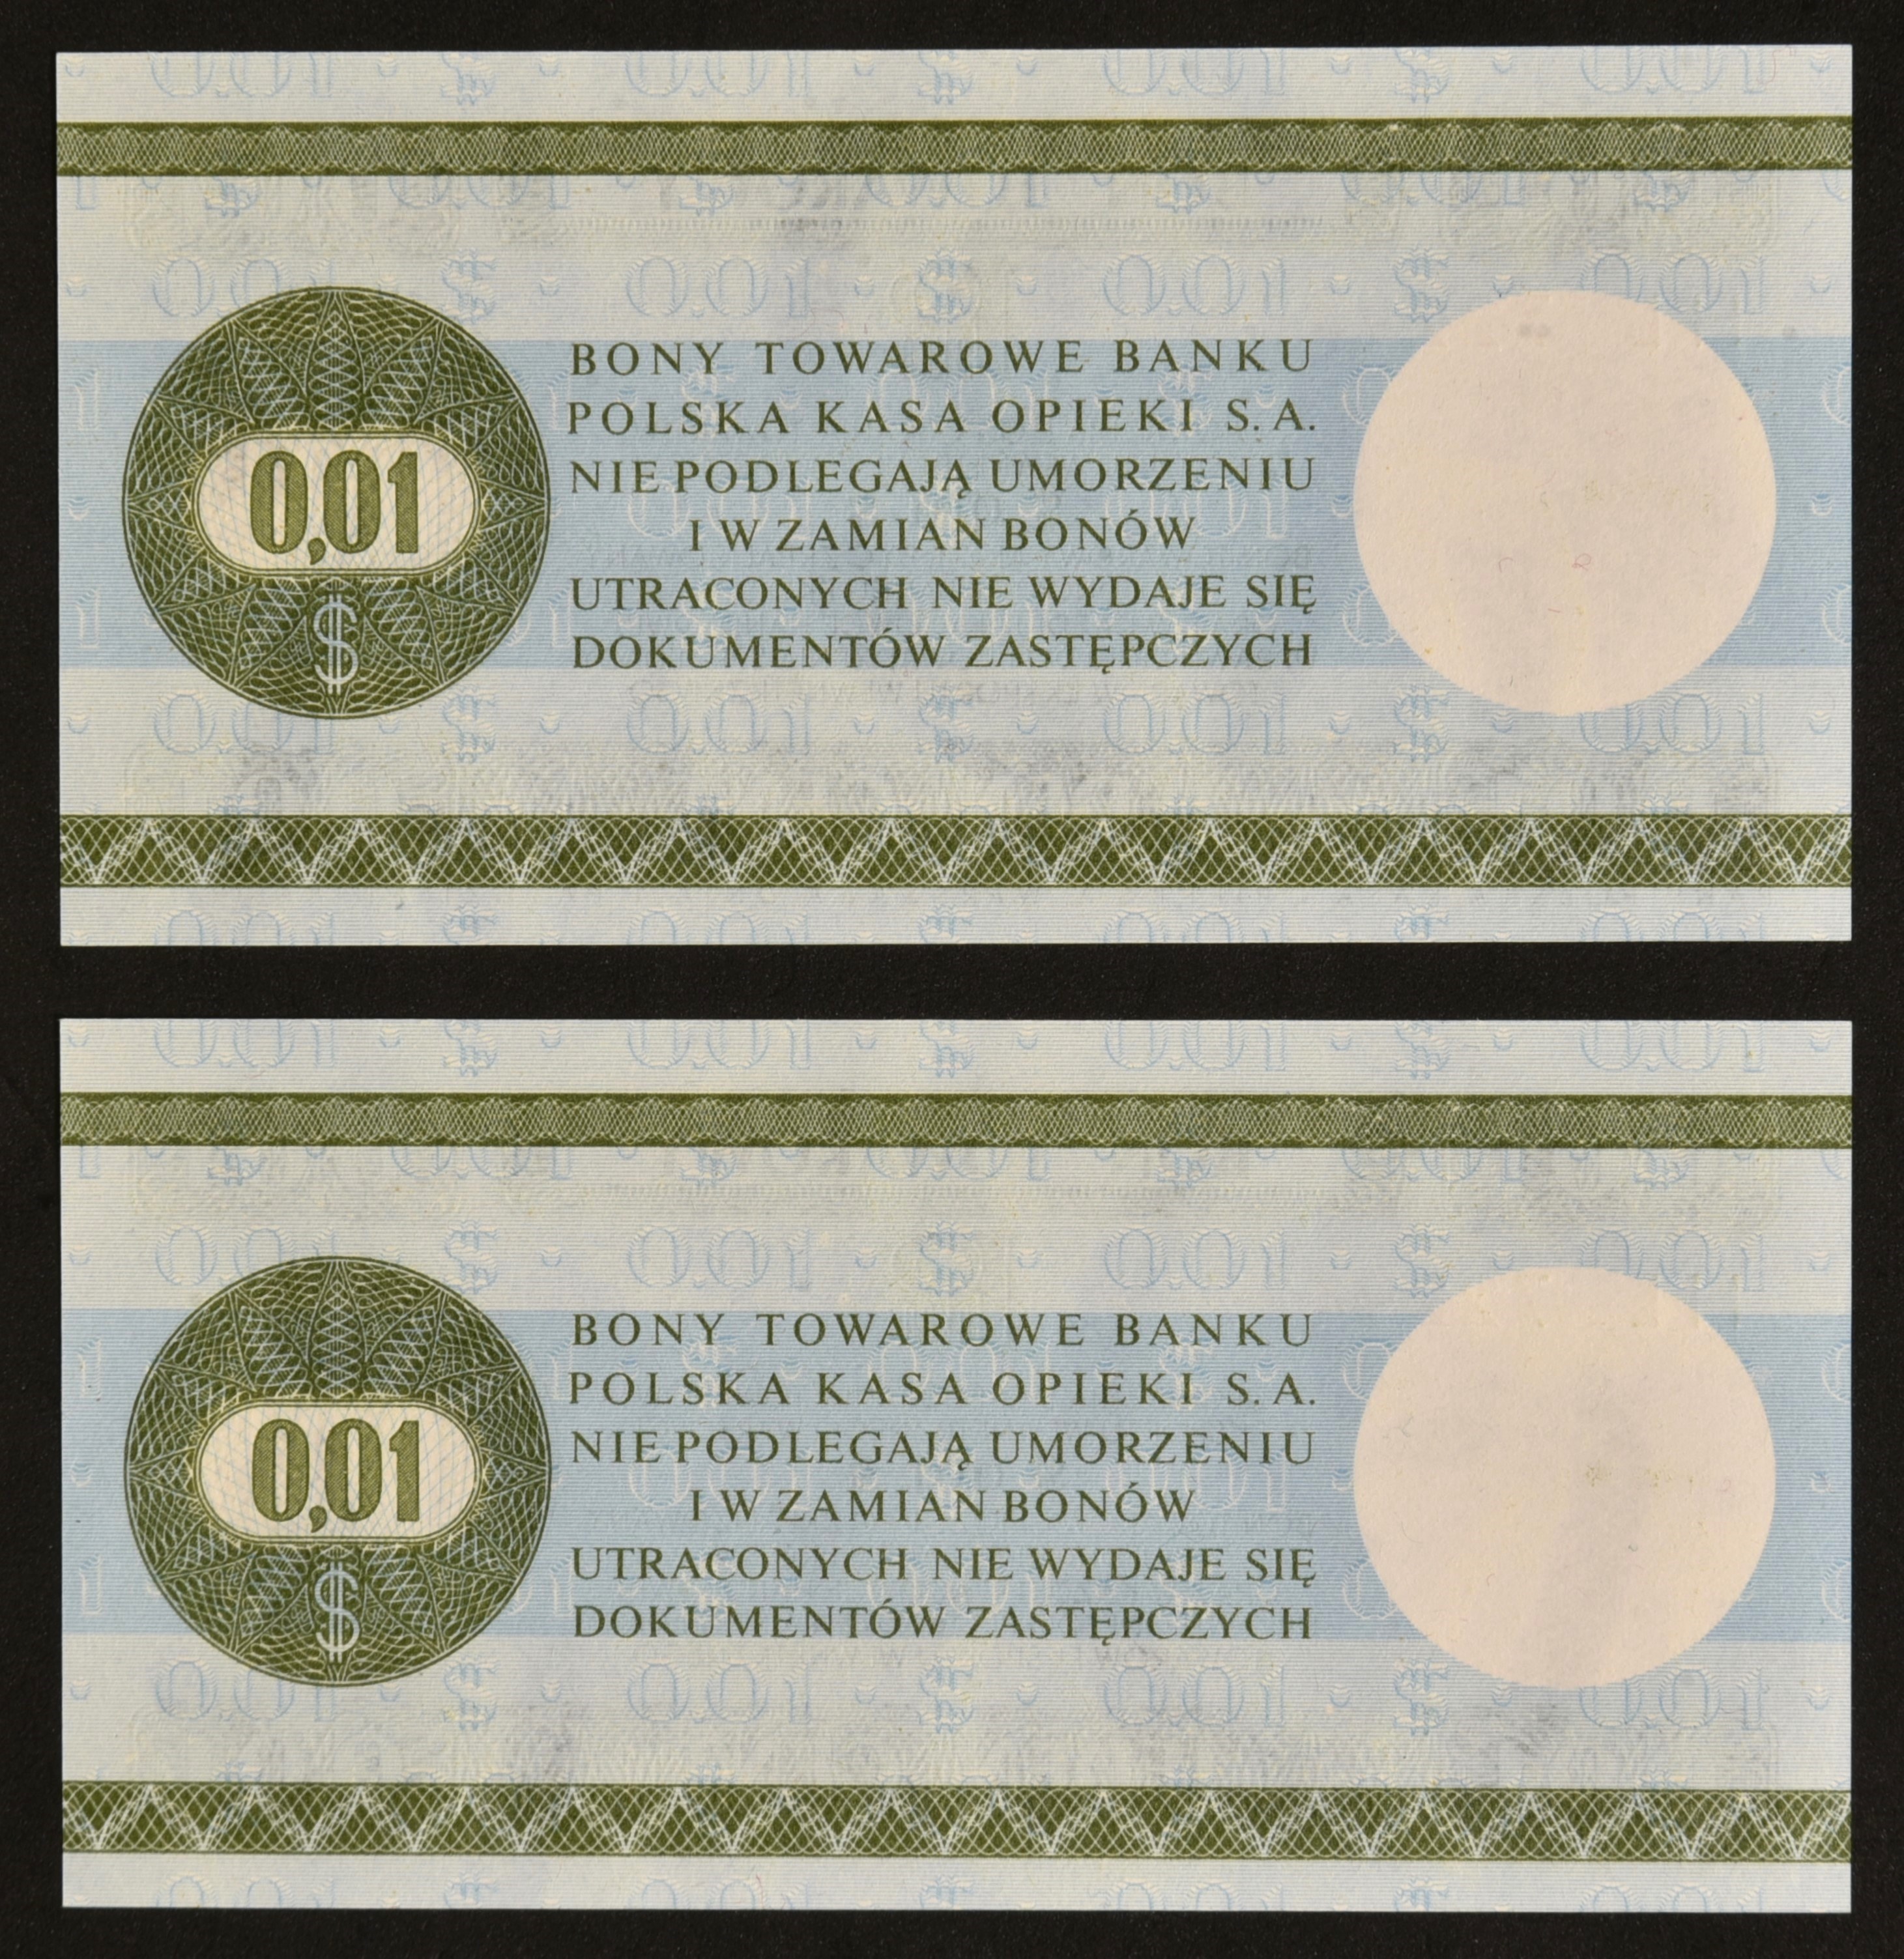 BONY TOWAROWE BANKU
POLSKA KASA OPIEKI S.A.
NIE PODLEGAJĄ UMORZENIU
I W ZAMIAN BONÓW
UTRACONYCH NIE WYDAJE SIĘ
DOKUMENTÓW ZASTĘPCZYCH
0,01
$
BONY TOWAROWE BANKU
POLSKA KASA OPIEKI S.A.
NIE PODLEGAJĄ UMORZENIU
I W ZAMIAN BONÓW
UTRACONYCH NIE WYDAJE SIĘ
DOKUMENTÓW ZASTĘPCZYCH
0,01
$